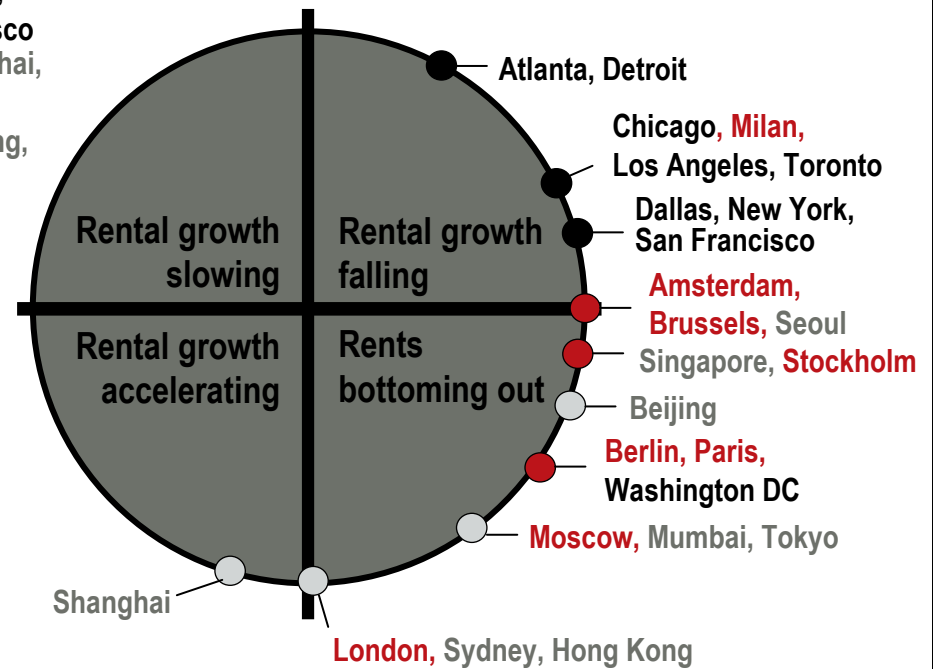 sco
hai,
ng,
Atlanta, Detroit
Chicago, Milan,
Los Angeles, Toronto
Dallas, New York,
San Francisco
Rental growth
slowing
Rental growth
falling
Amsterdam,
Brussels, Seoul
Singapore, Stockholm
Rental growth
accelerating
Rents
bottoming out
Beijing
Berlin, Paris,
Washington DC
Moscow, Mumbai, Tokyo
Shanghai
London, Sydney, Hong Kong